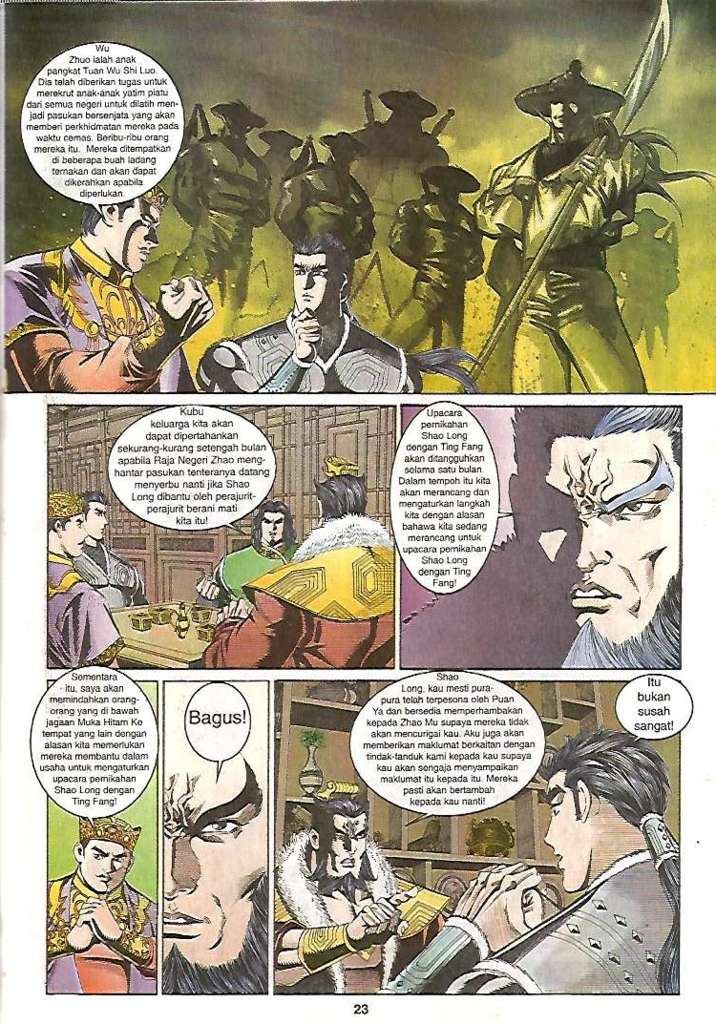 Wu
Zhuo ialah anak
pangkat Tuan Wu Shi Luo.
Dia telah diberikan tugas untuk
merekrut anak-anak yatim piatu
dari semua negeri untuk dilatih men-
jadi pasukan bersenjata yang akan
memberi perkhidmatan mereka pada
waktu cemas. Beribu-ribu orang
mereka itu. Mereka ditempatkan
di beberapa buah ladang
ternakan dan akan dapat
dikerahkan apabila
diperlukan.
Kubu
keluarga kita akan
dapat dipertahankan
sekurang-kurang setengah bulan
apabila Raja Negeri Zhao meng-
hantar pasukan tenteranya datang
menyerbu nanti jika Shao
Long dibantu oleh perajurit-
perajurit berani mati
kita itu!
Upacara
pernikahan
Shao Long
dengan Ting Fang
akan ditangguhkan
selama satu bulan.
Dalam tempoh itu kita
akan merancang dan
mengaturkan langkah
kita dengan alasan
bahawa kita sedang
merancang untuk
upacara pernikahan
Shao Long
dengan Ting
Fang!
Sementara
itu, saya akan
memindahkan orang-
orang yang di bawah
jagaan Muka Hitam Ke
tempat yang lain dengan
alasan kita memerlukan
mereka membantu dalam
usaha untuk mengaturkan
upacara pernikahan
Shao Long dengan
Ting Fang!
Bagus!
Shao
Long, kau mesti pura-
pura telah terpesona oleh Puan
Ya dan bersedia memperhambakan
kepada Zhao Mu supaya mereka tidak
akan mencurigai kau. Aku juga akan
memberikan maklumat berkaitan dengan
tindak-tanduk kami kepada kau supaya
kau akan sengaja menyampaikan
maklumat itu kepada itu. Mereka
pasti akan bertambah
kepada kau nanti!
Itu
bukan
susah
sangat!
23